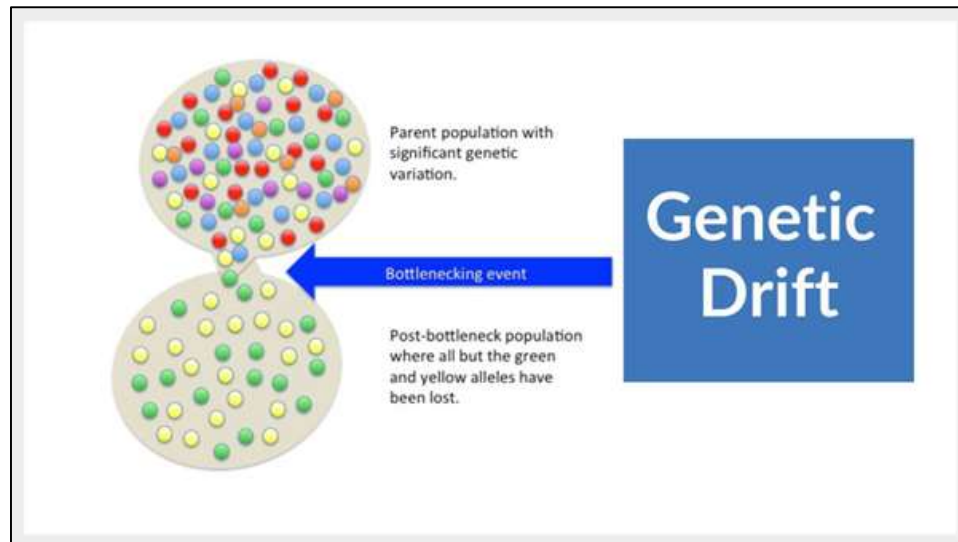 Parent population with
significant genetic
variation.
Genetic
Drift
Bottlenecking event
Post-bottleneck population
where all but the green
and yellow alleles have
been lost.